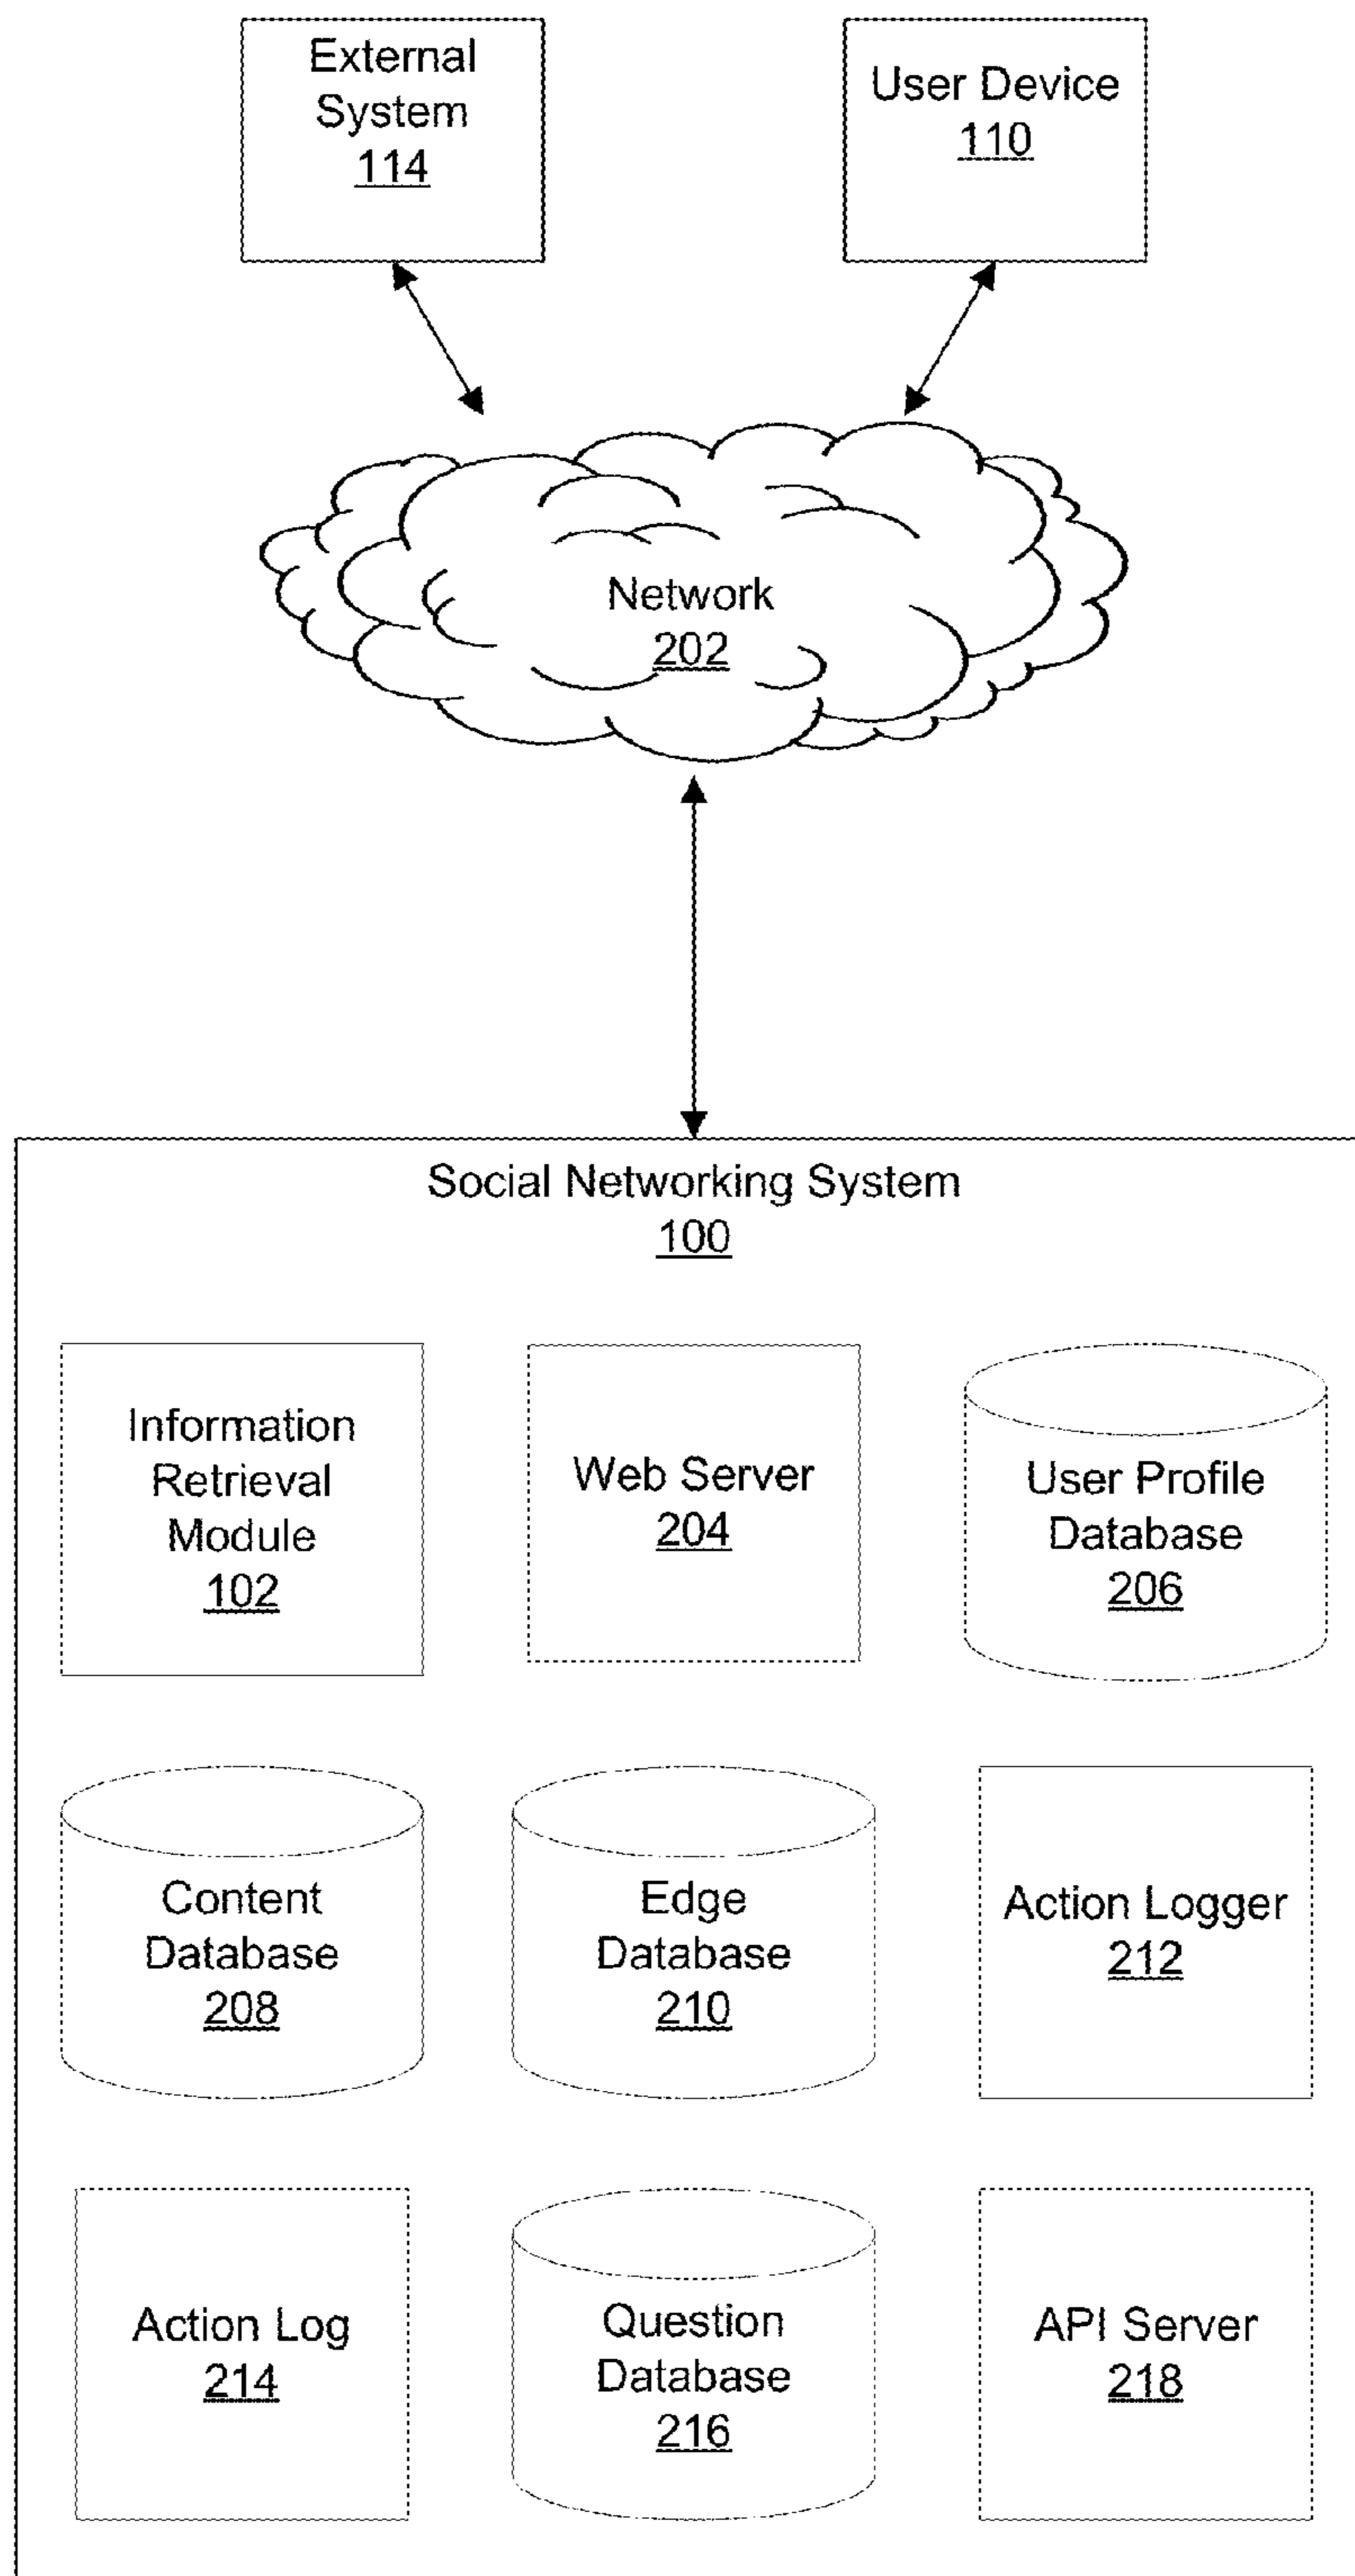 External
System
114
User Device
110
Network
202
Social Networking System
100
Information
Retrieval
Module
102
Web Server
204
User Profile
Database
206
Content
Database
208
Edge
Database
210
Action Logger
212
Action Log
214
Question
Database
216
API Server
218